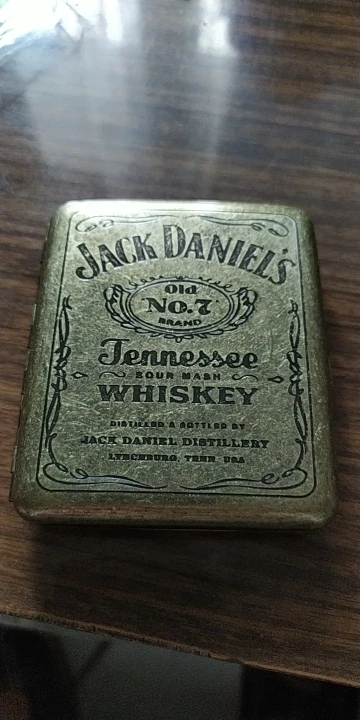 JACK DANIEL'S
Old
No.7
BRAND
Tennessee
SOUR MASH
WHISKEY
DISTILLED & BOTTLED BY
JACK DANIEL DISTILLERY
LYNCHBURG, TENN. USA